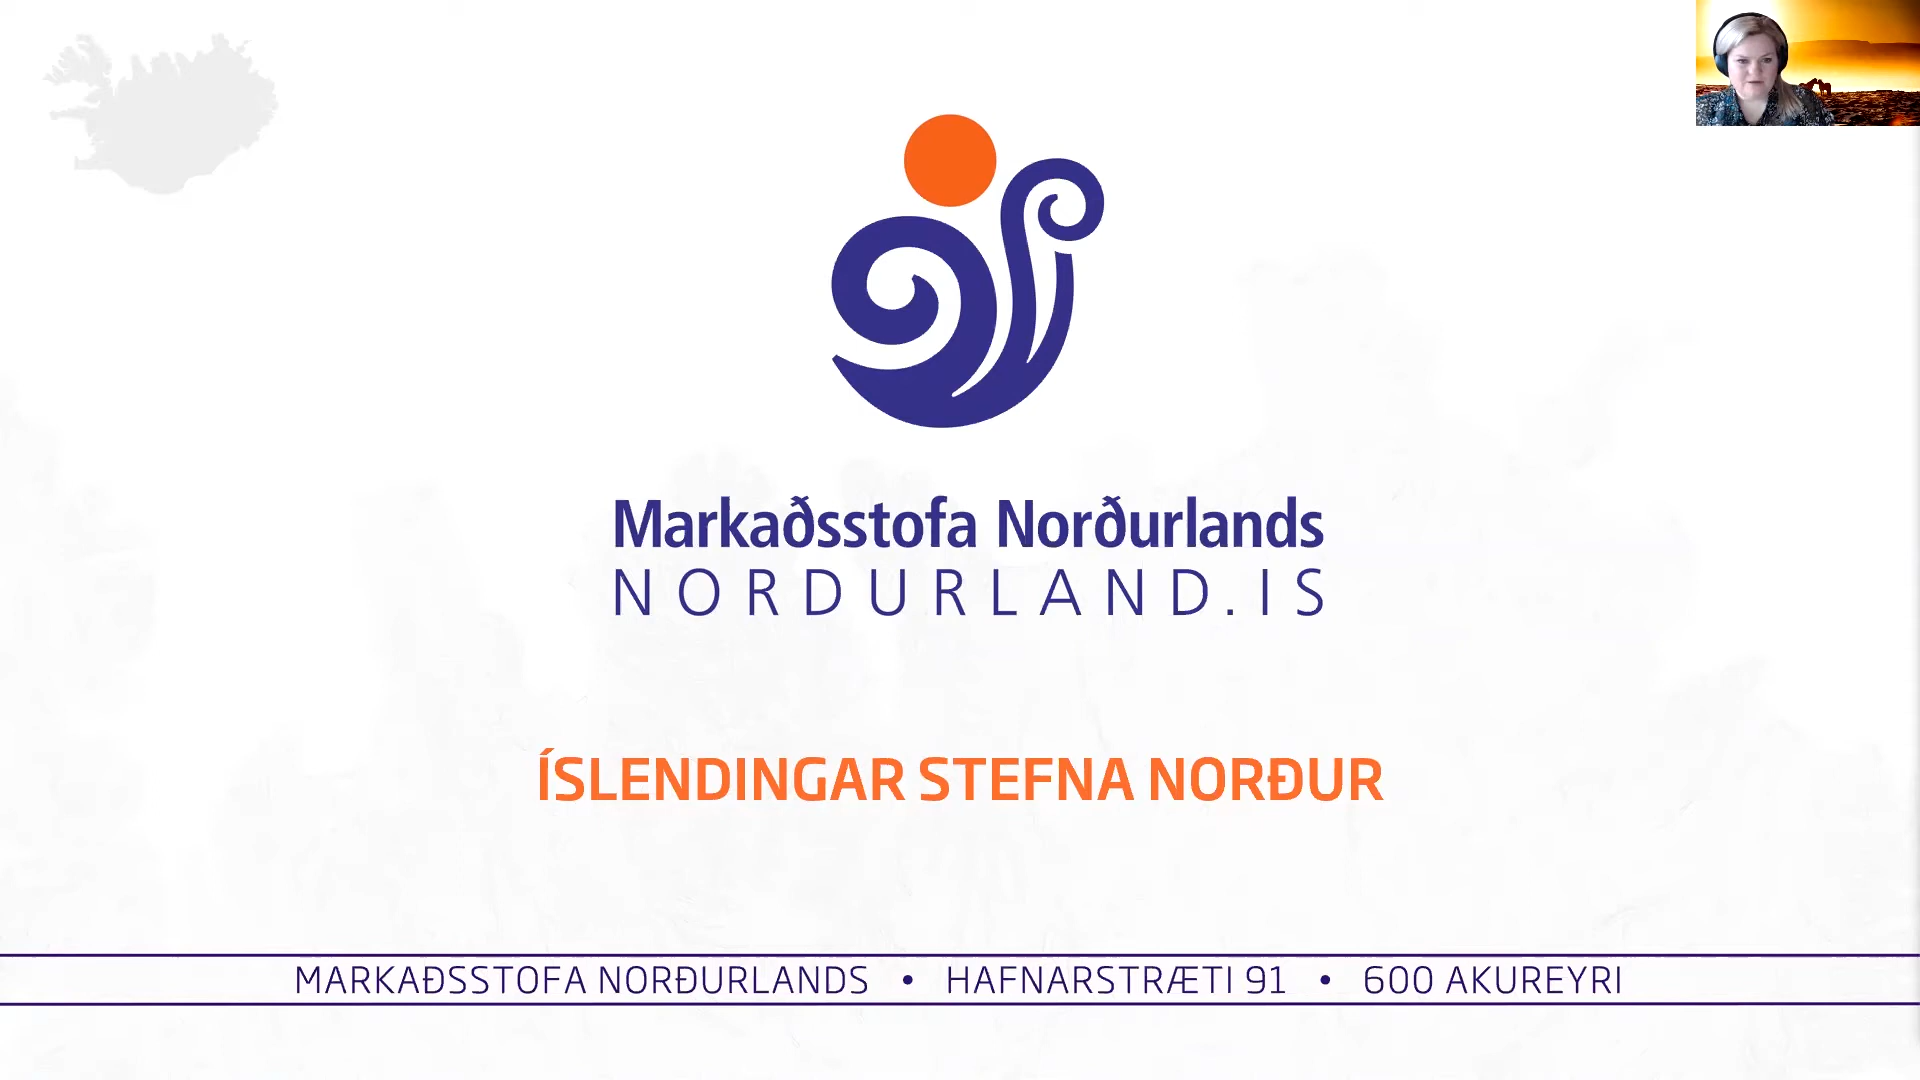 Markaðsstofa Norðurlands
NORDURLAND.IS
ÍSLENDINGAR STEFNA NORÐUR
MARKAÐSSTOFA NORÐURLANDS • HAFNARSTRÆTI 91 • 600 AKUREYRI